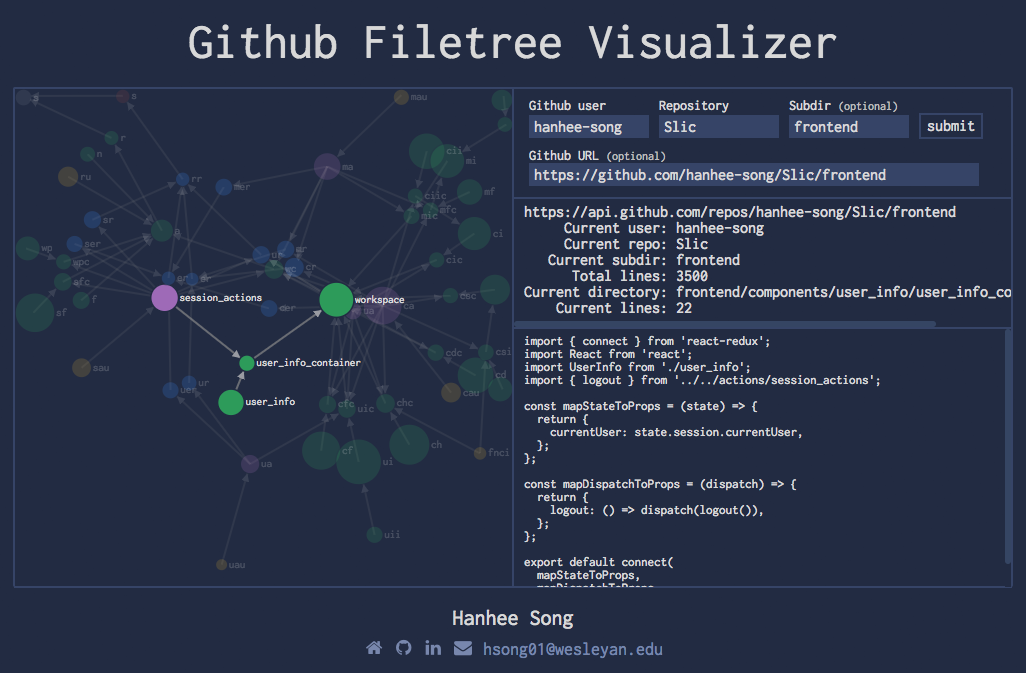 Github Filetree Visualizer
s
s
mau
r
n
cii
mi
ru
rr
mer
ma
mf
ciic
mfc
mic
sr
ci
wp
ser
wpc
cr
cic
afc
f
session_actions
workspace
csc
ca
ua
cer
sf
user_info_container
cdc
csi
sau
ur
uer
cd
cau
user_info
cfc
uic
chc
cf
ch
ui
fnci
ua
uii
uau
Github user
Repository
Subdir (optional)
hanhee-song
Slic
frontend
submit
Github URL (optional)
https://github.com/hanhee-song/Slic/frontend
https://api.github.com/repos/hanhee-song/Slic/frontend
Current user: hanhee-song
Current repo: Slic
Current subdir: frontend
Total lines: 3500
Current directory: frontend/components/user_info/user_info_co
Current lines: 22
import { connect } from 'react-redux';
import React from 'react';
import UserInfo from './user_info';
import { logout } from '../../actions/session_actions';
const mapStateToProps = (state) => {
return {
currentUser: state.session.currentUser,
};
};
const mapDispatchToProps = (dispatch) => {
return {
logout: () => dispatch(logout()),
};
};
export default connect(
mapStateToProps,
mapDispatchToProps
Hanhee Song
hsong01@wesleyan.edu